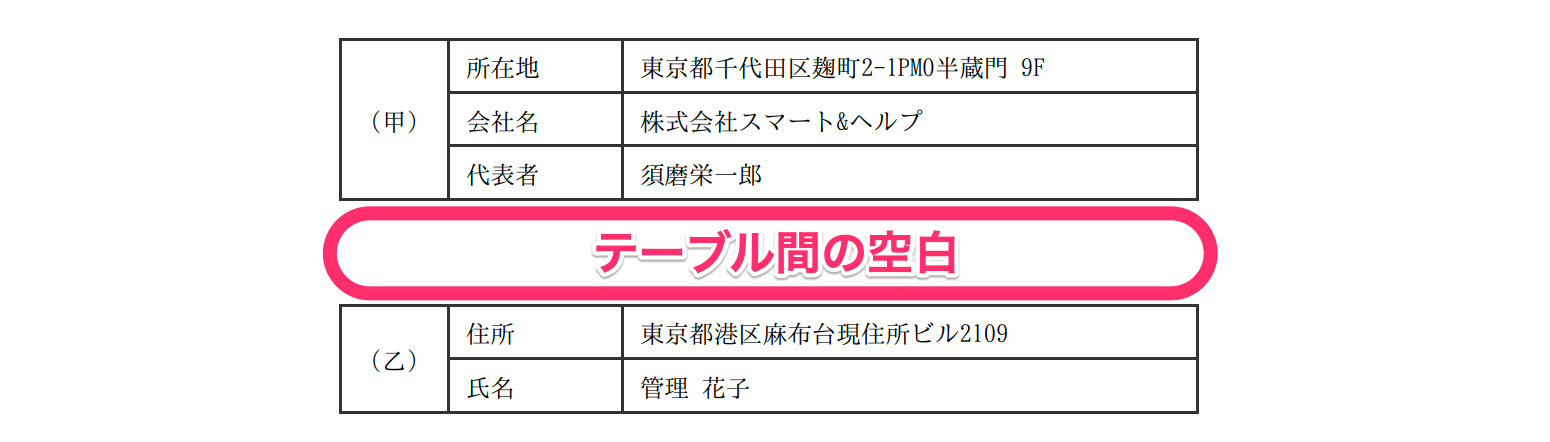 （甲）
所在地 東京都千代田区麹町2-1PMO半蔵門 9F
会社名 株式会社スマート&ヘルプ
代表者 須磨栄一郎
テーブル間の空白
（乙）
住所 東京都港区麻布台現住所ビル2109
氏名 管理 花子